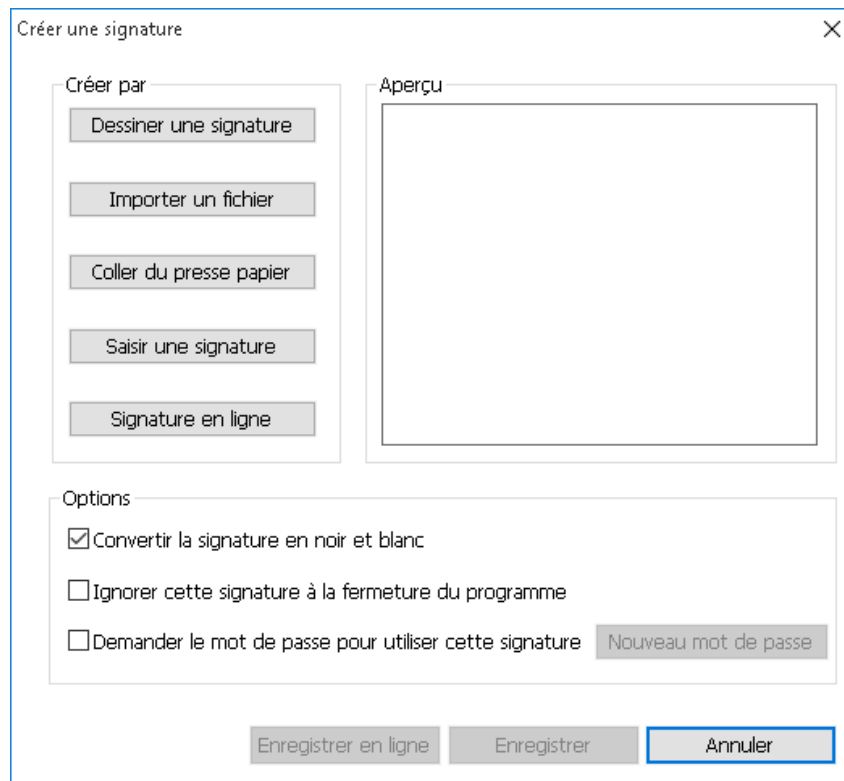 Créer une signature
Créer par
Dessiner une signature
Importer un fichier
Coller du presse papier
Saisir une signature
Signature en ligne
Aperçu
Options
Convertir la signature en noir et blanc
Ignorer cette signature à la fermeture du programme
Demander le mot de passe pour utiliser cette signature
Nouveau mot de passe
Enregistrer en ligne
Enregistrer
Annuler